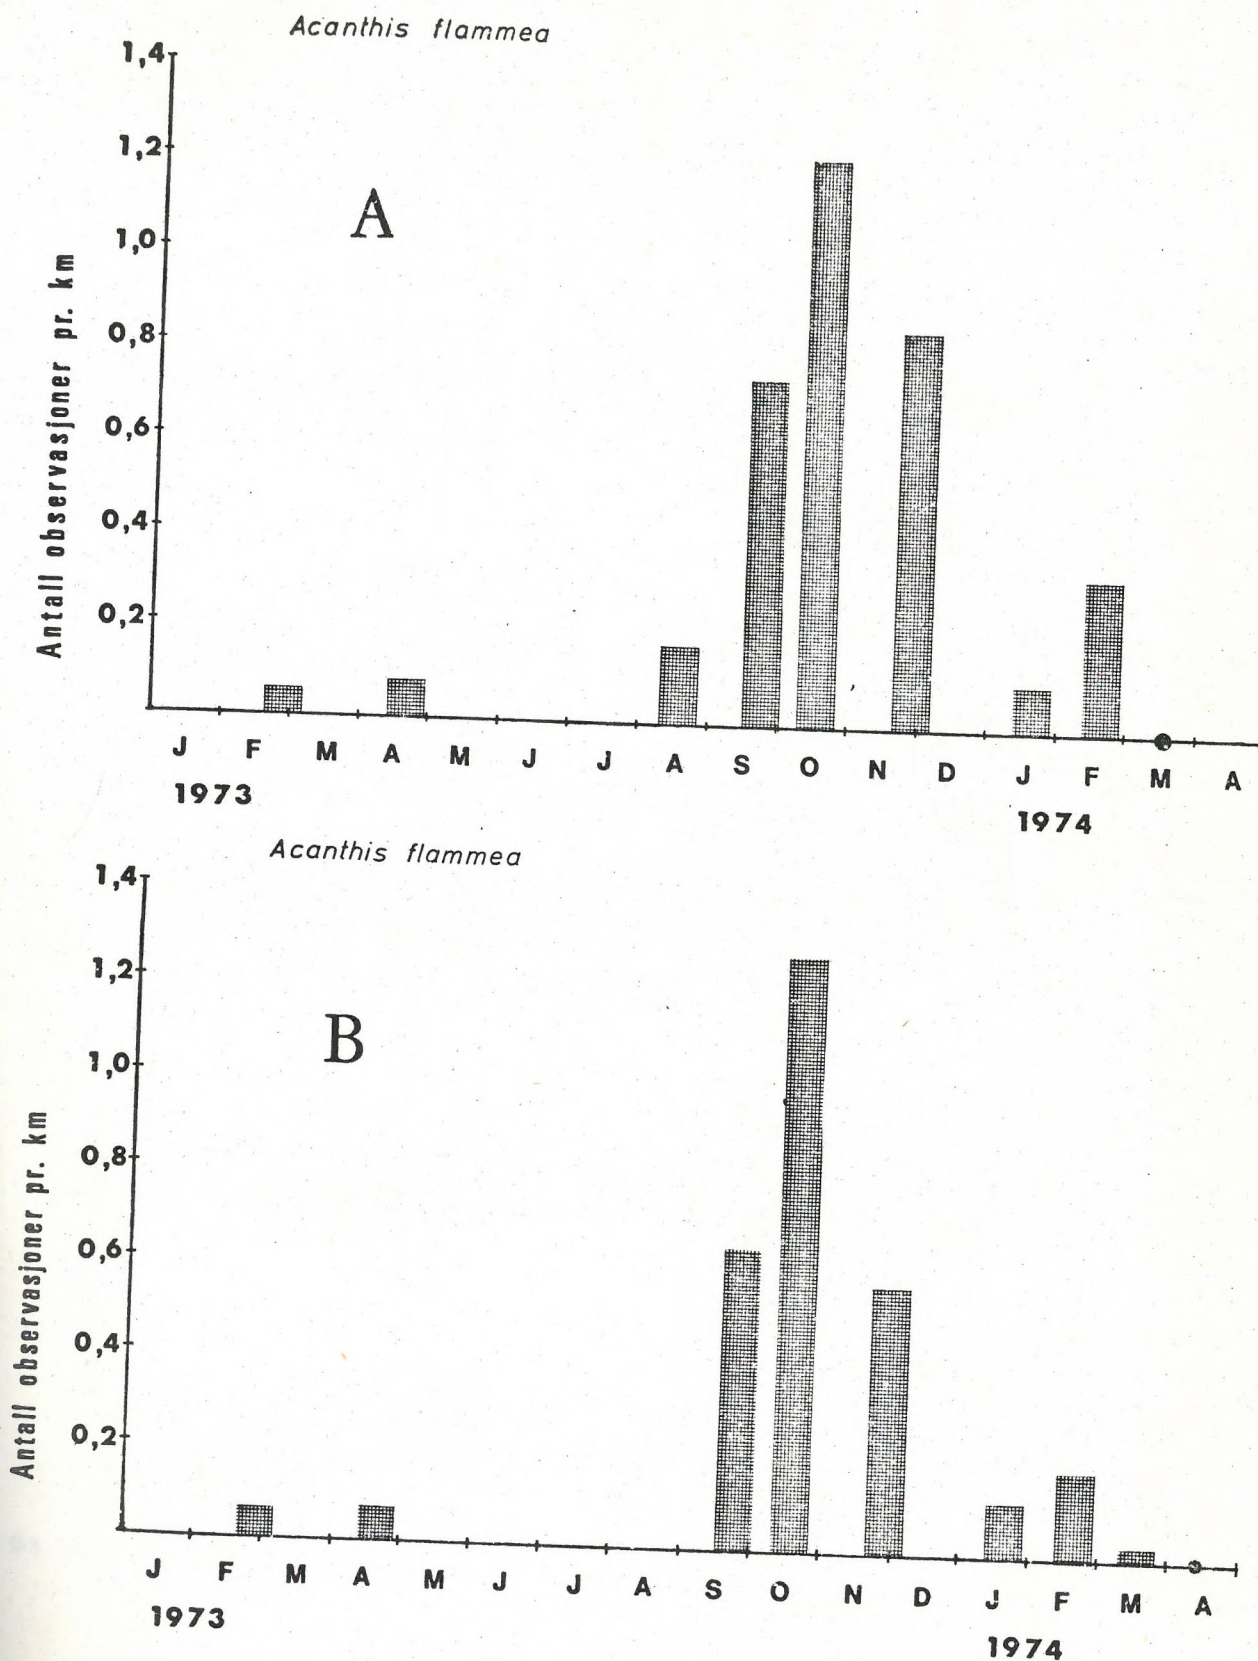 Acanthis flammea
1,4
1,2
A
1,0
0,8
0,6
0,4
0,2
Antall observasjoner pr. km
J F M A M J J A S O N D J F M A
1973 1974
Acanthis flammea
1,4
1,2
B
1,0
0,8
0,6
0,4
0,2
Antall observasjoner pr. km
J F M A M J J A S O N D J F M A
1973 1974